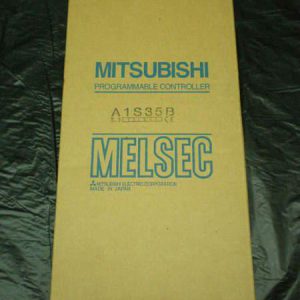 MITSUBISHI
PROGRAMMABLE CONTROLLER
A1S35B
MELSEC
MITSUBISHI ELECTRIC CORPORATION
MADE IN JAPAN